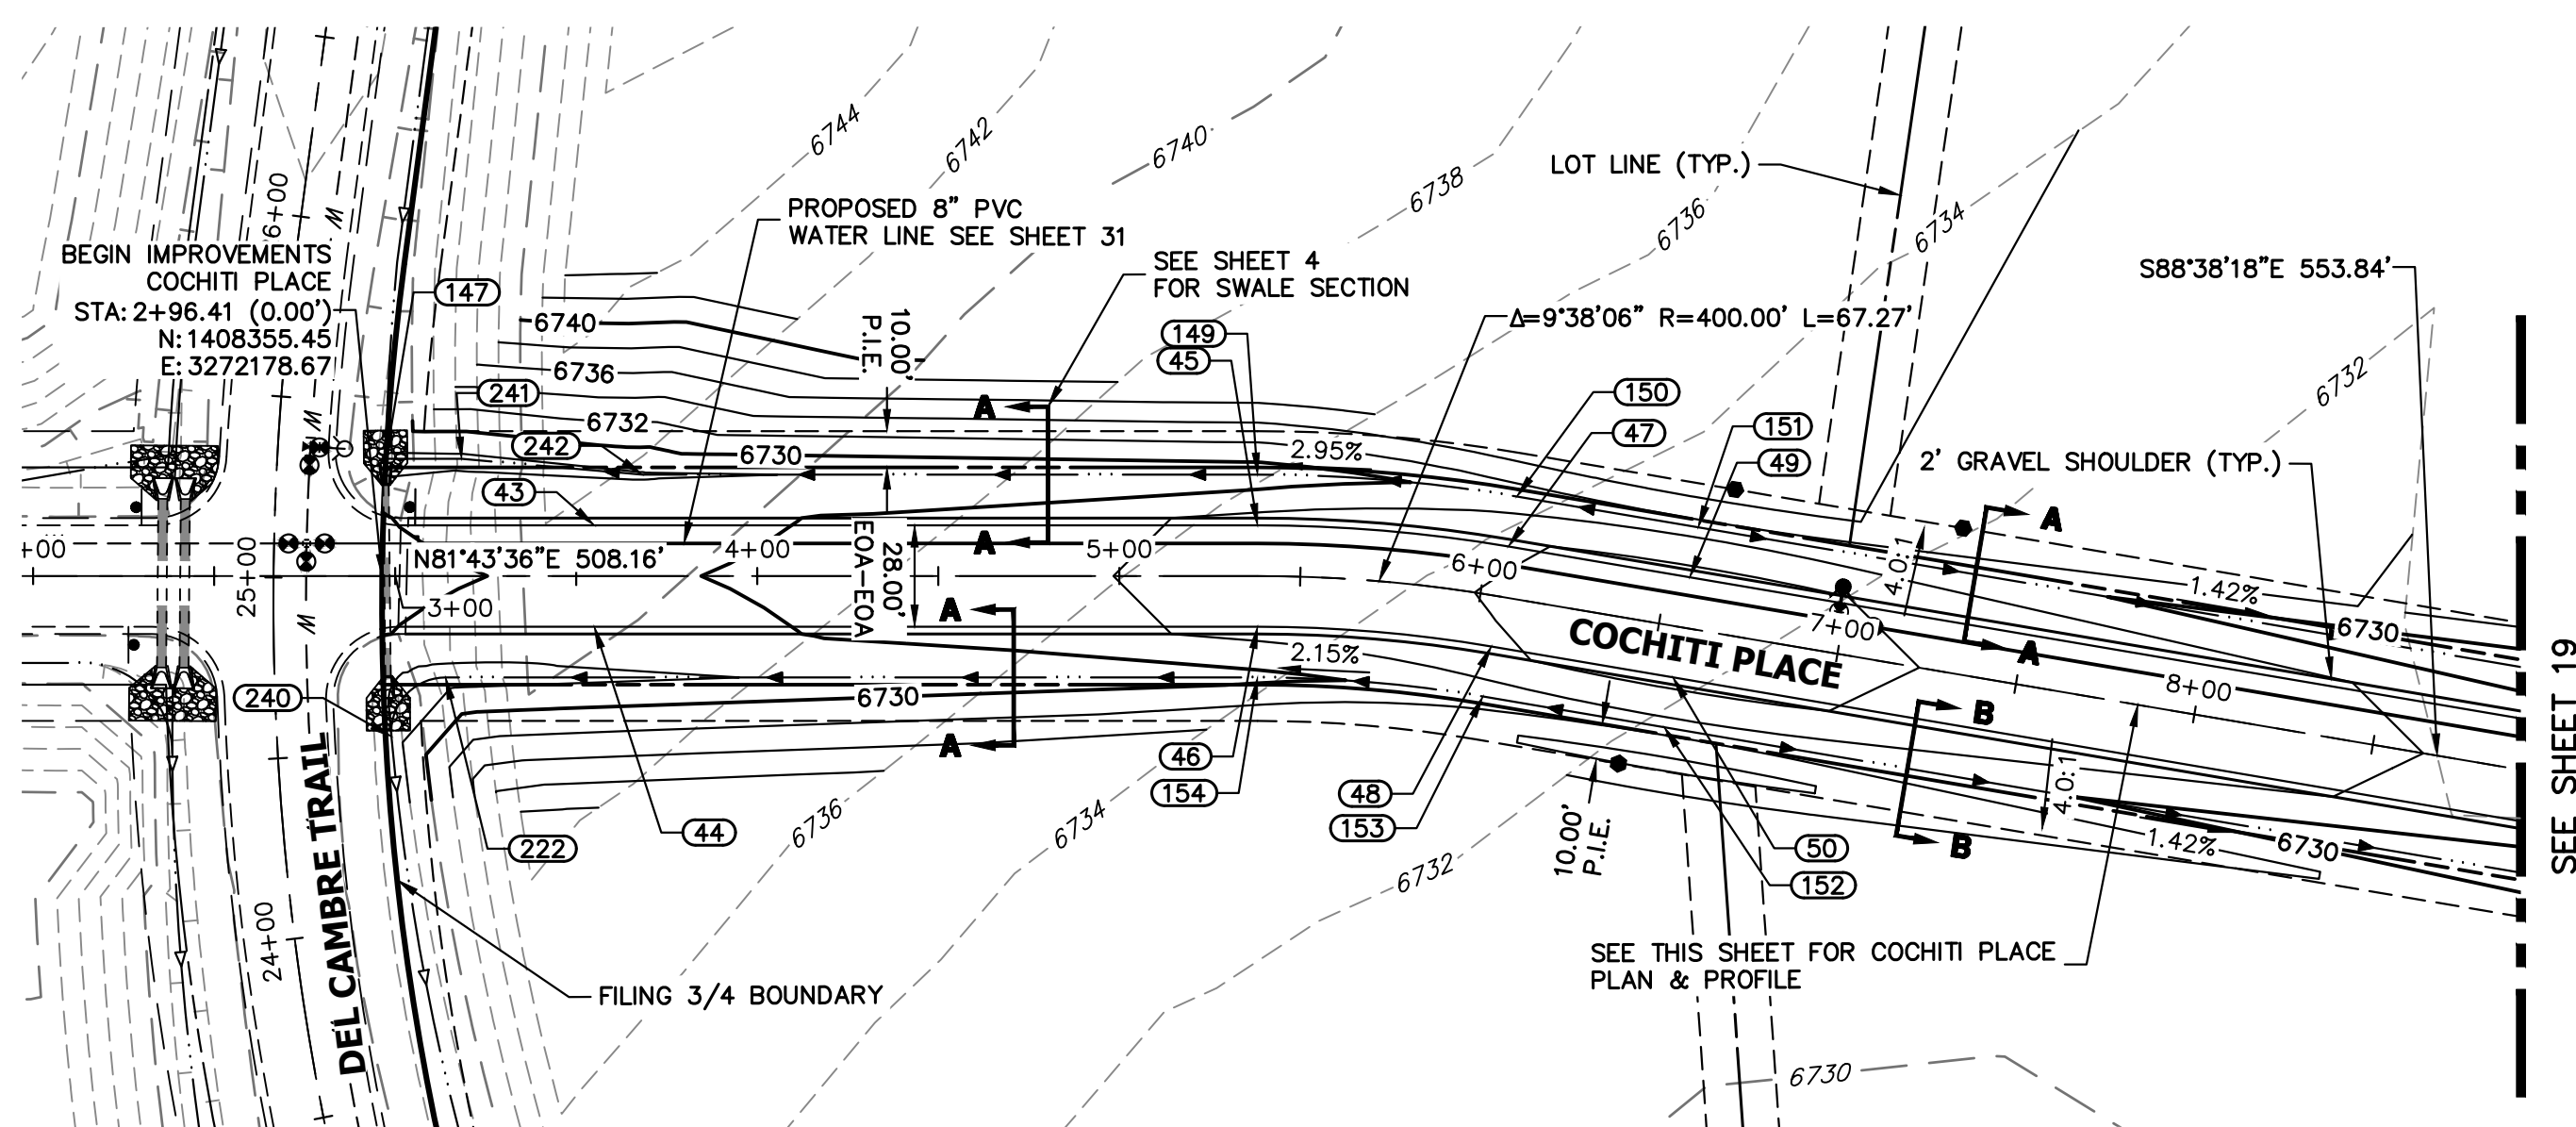 6744
6742
6740
6738
6736
6734
6732
LOT LINE (TYP.)
PROPOSED 8" PVC
WATER LINE SEE SHEET 31
SEE SHEET 4
FOR SWALE SECTION
BEGIN IMPROVEMENTS
COCHITI PLACE
STA: 2+96.41 (0.00')
N: 1408355.45
E: 3272178.67
6+00
W
W
W
147
S88°38'18"E 553.84'
Δ=9°38'06" R=400.00' L=67.27'
10.00'
P.I.E.
6740
6736
6732
6730
241
242
43
149
45
150
47
151
49
2' GRAVEL SHOULDER (TYP.)
2.95%
A
A
A
A
A
A
+00
25+00
N81°43'36"E 508.16'
3+00
4+00
EOA-EOA
28.00'
5+00
6+00
7+00
8+00
4.0:1
1.42%
6730
COCHITI PLACE
2.15%
6730
240
B
B
4.0:1
1.42%
6730
46
154
48
153
50
152
44
222
10.00'
P.I.E.
6736
6734
6732
6730
24+00
DEL CAMBRE TRAIL
FILING 3/4 BOUNDARY
SEE THIS SHEET FOR COCHITI PLACE
PLAN & PROFILE
SEE SHEET 19